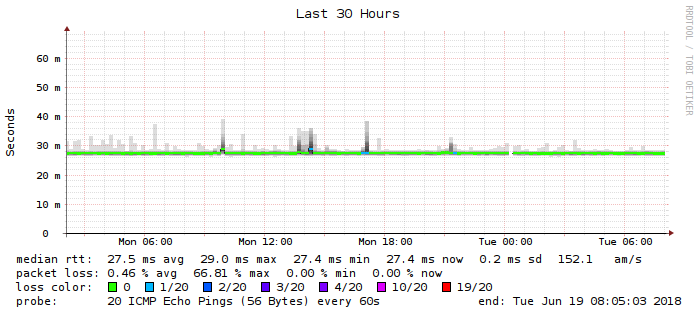 Last 30 Hours
RRDTOOL / TOBI OETIKER
Seconds
60 m
50 m
40 m
30 m
20 m
10 m
0
Mon 06:00 Mon 12:00 Mon 18:00 Tue 00:00 Tue 06:00
median rtt: 27.5 ms avg 29.0 ms max 27.4 ms min 27.4 ms now 0.2 ms sd 152.1 am/s
packet loss: 0.46 % avg 66.81 % max 0.00 % min 0.00 % now
loss color: 0 1/20 2/20 3/20 4/20 10/20 19/20
probe: 20 ICMP Echo Pings (56 Bytes) every 60s end: Tue Jun 19 08:05:03 2018